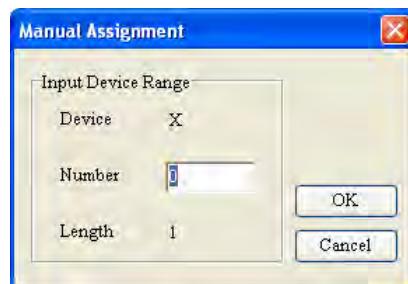 Manual Assignment
Input Device Range
Device X
Number 0
Length 1
OK
Cancel